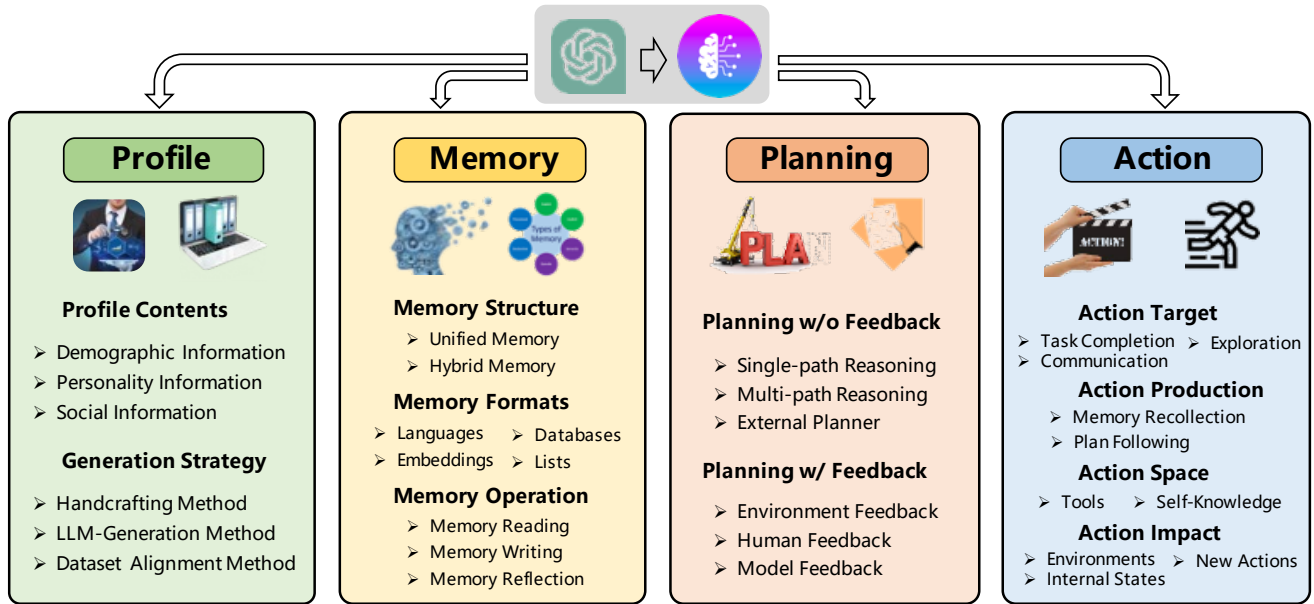 Profile
Profile Contents
Demographic Information
Personality Information
Social Information
Generation Strategy
Handcrafting Method
LLM-Generation Method
Dataset Alignment Method
Memory
Types of
Memory
Memory Structure
Unified Memory
Hybrid Memory
Memory Formats
Languages
Databases
Embeddings
Lists
Memory Operation
Memory Reading
Memory Writing
Memory Reflection
Planning
PLAN
Planning w/o Feedback
Single-path Reasoning
Multi-path Reasoning
External Planner
Planning w/ Feedback
Environment Feedback
Human Feedback
Model Feedback
Action
ACTION!
Action Target
Task Completion
Exploration
Communication
Action Production
Memory Recollection
Plan Following
Action Space
Tools
Self-Knowledge
Action Impact
Environments
New Actions
Internal States